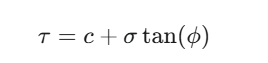 τ = c + σ tan(ϕ)